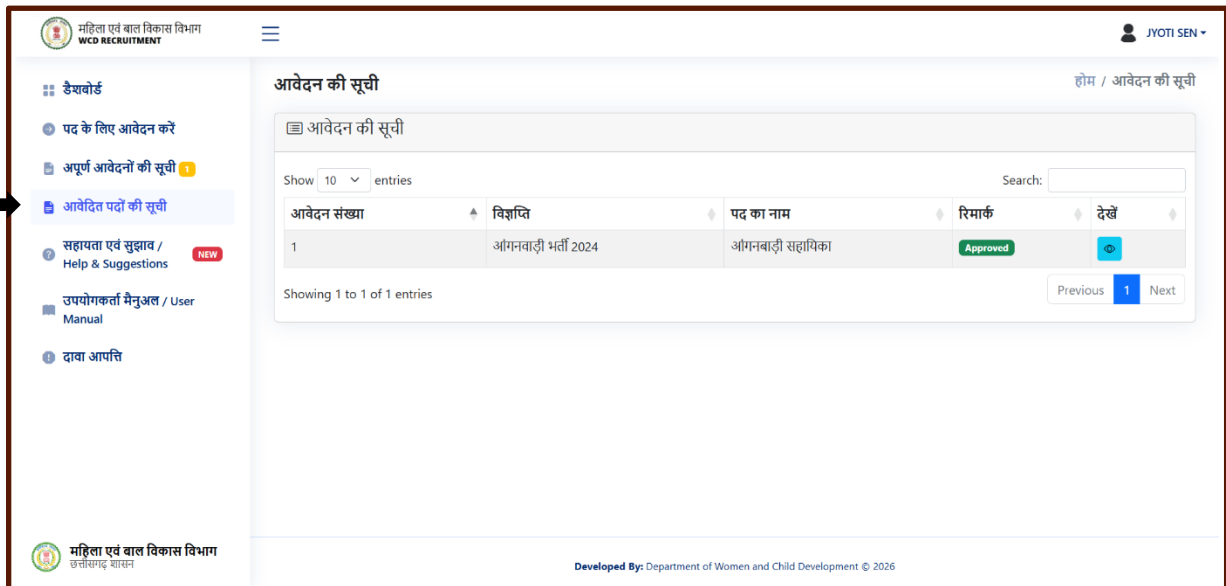 महिला एवं बाल विकास विभाग
WCD RECRUITMENT
JYOTI SEN
डैशबोर्ड
पद के लिए आवेदन करें
अपूर्ण आवेदनों की सूची 1
आवेदित पदों की सूची
सहायता एवं सुझाव /
Help & Suggestions NEW
उपयोगकर्ता मैनुअल / User
Manual
दावा आपत्ति
आवेदन की सूची
होम / आवेदन की सूची
आवेदन की सूची
Show 10 entries Search:
आवेदन संख्या विज्ञप्ति पद का नाम रिमार्क देखें
1 आंगनवाड़ी भर्ती 2024 आंगनबाड़ी सहायिका Approved
Showing 1 to 1 of 1 entries
Previous 1 Next
महिला एवं बाल विकास विभाग
छत्तीसगढ़ शासन
Developed By: Department of Women and Child Development © 2026